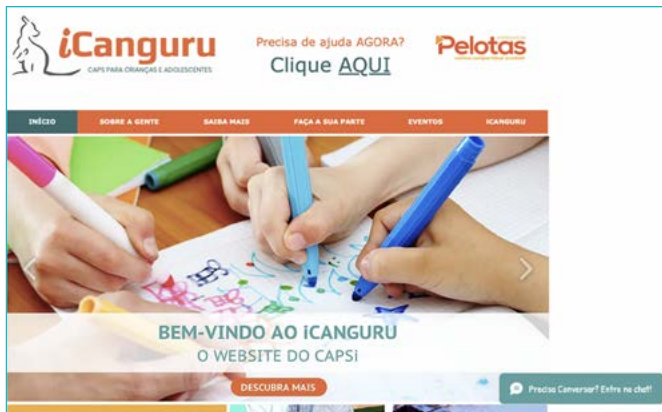 iCanguru
CAPS PARA CRIANÇAS E ADOLESCENTES
Precisa de ajuda AGORA?
Clique AQUI
Pelotas
INÍCIO SOBRE A GENTE SAIBA MAIS FAÇA A SUA PARTE EVENTOS ICANGURU
BEM-VINDO AO iCANGURU
O WEBSITE DO CAPSi
DESCUBRA MAIS
Precisa Conversar? Entre no chat!